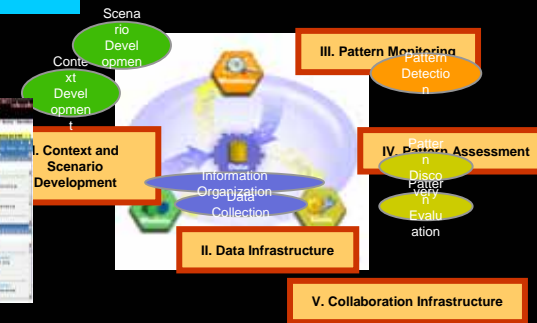 Scena
rio
Devel
opmen
Conte
xt
Devel
opmen
t
III. Pattern Monitoring
Pattern
Detectio
n
I. Context and
Scenario
Development
IV. Pattern Assessment
Patter
n
Disco
very
Patter
n
Evalu
ation
Information
Organization
Data
Collection
II. Data Infrastructure
V. Collaboration Infrastructure